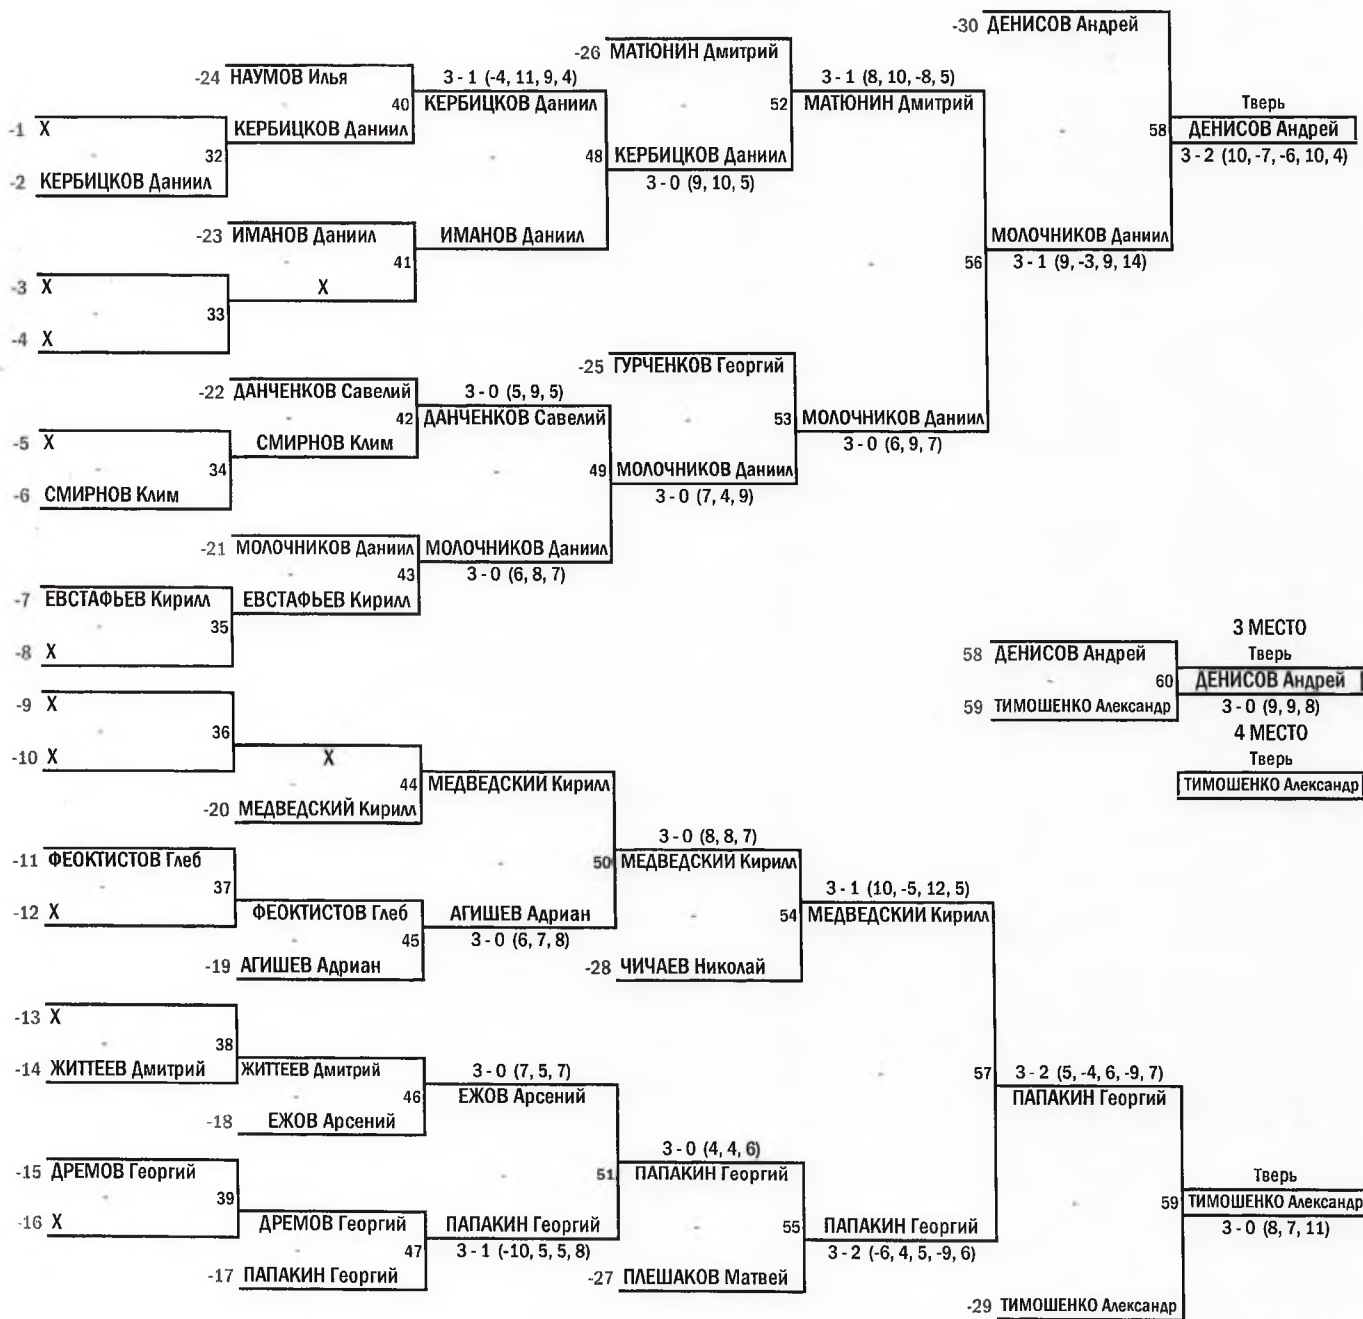 -30 ДЕНИСОВ Андрей
-26 МАТЮНИН Дмитрий
-24 НАУМОВ Илья
3 - 1 (-4, 11, 9, 4)
3 - 1 (8, 10, -8, 5)
40 КЕРБИЦКОВ Даниил
52 МАТЮНИН Дмитрий
Тверь
-1 X
КЕРБИЦКОВ Даниил
58 ДЕНИСОВ Андрей
32
48 КЕРБИЦКОВ Даниил
3 - 2 (10, -7, -6, 10, 4)
-2 КЕРБИЦКОВ Даниил
3 - 0 (9, 10, 5)
-23 ИМАНОВ Даниил
ИМАНОВ Даниил
МОЛОЧНИКОВ Даниил
41
56
3 - 1 (9, -3, 9, 14)
-3 X
X
33
-4 X
-25 ГУРЧЕНКОВ Георгий
-22 ДАНЧЕНКОВ Савелий
3 - 0 (5, 9, 5)
42 ДАНЧЕНКОВ Савелий
53 МОЛОЧНИКОВ Даниил
-5 X
СМИРНОВ Клим
3 - 0 (6, 9, 7)
34
49 МОЛОЧНИКОВ Даниил
-6 СМИРНОВ Клим
3 - 0 (7, 4, 9)
-21 МОЛОЧНИКОВ Даниил
МОЛОЧНИКОВ Даниил
43
3 - 0 (6, 8, 7)
-7 ЕВСТАФЬЕВ Кирилл
ЕВСТАФЬЕВ Кирилл
35
3 МЕСТО
-8 X
58 ДЕНИСОВ Андрей
Тверь
60 ДЕНИСОВ Андрей
-9 X
59 ТИМОШЕНКО Александр
3 - 0 (9, 9, 8)
36
4 МЕСТО
-10 X
X
Тверь
44 МЕДВЕДСКИЙ Кирилл
ТИМОШЕНКО Александр
-20 МЕДВЕДСКИЙ Кирилл
3 - 0 (8, 8, 7)
-11 ФЕОКТИСТОВ Глеб
50 МЕДВЕДСКИЙ Кирилл
37
3 - 1 (10, -5, 12, 5)
-12 X
ФЕОКТИСТОВ Глеб
АГИШЕВ Адриан
54 МЕДВЕДСКИЙ Кирилл
45
3 - 0 (6, 7, 8)
-19 АГИШЕВ Адриан
-28 ЧИЧАЕВ Николай
-13 X
38
-14 ЖИТЕЕВ Дмитрий
ЖИТЕЕВ Дмитрий
3 - 0 (7, 5, 7)
57
3 - 2 (5, -4, 6, -9, 7)
46 ЕЖОВ Арсений
ПАПАКИН Георгий
-18 ЕЖОВ Арсений
3 - 0 (4, 4, 6)
-15 ДРЕМОВ Георгий
51 ПАПАКИН Георгий
Тверь
39
59 ТИМОШЕНКО Александр
-16 X
ДРЕМОВ Георгий
ПАПАКИН Георгий
55 ПАПАКИН Георгий
3 - 0 (8, 7, 11)
47
3 - 1 (-10, 5, 5, 8)
3 - 2 (-6, 4, 5, -9, 6)
-17 ПАПАКИН Георгий
-27 ПЛЕШАКОВ Матвей
-29 ТИМОШЕНКО Александр